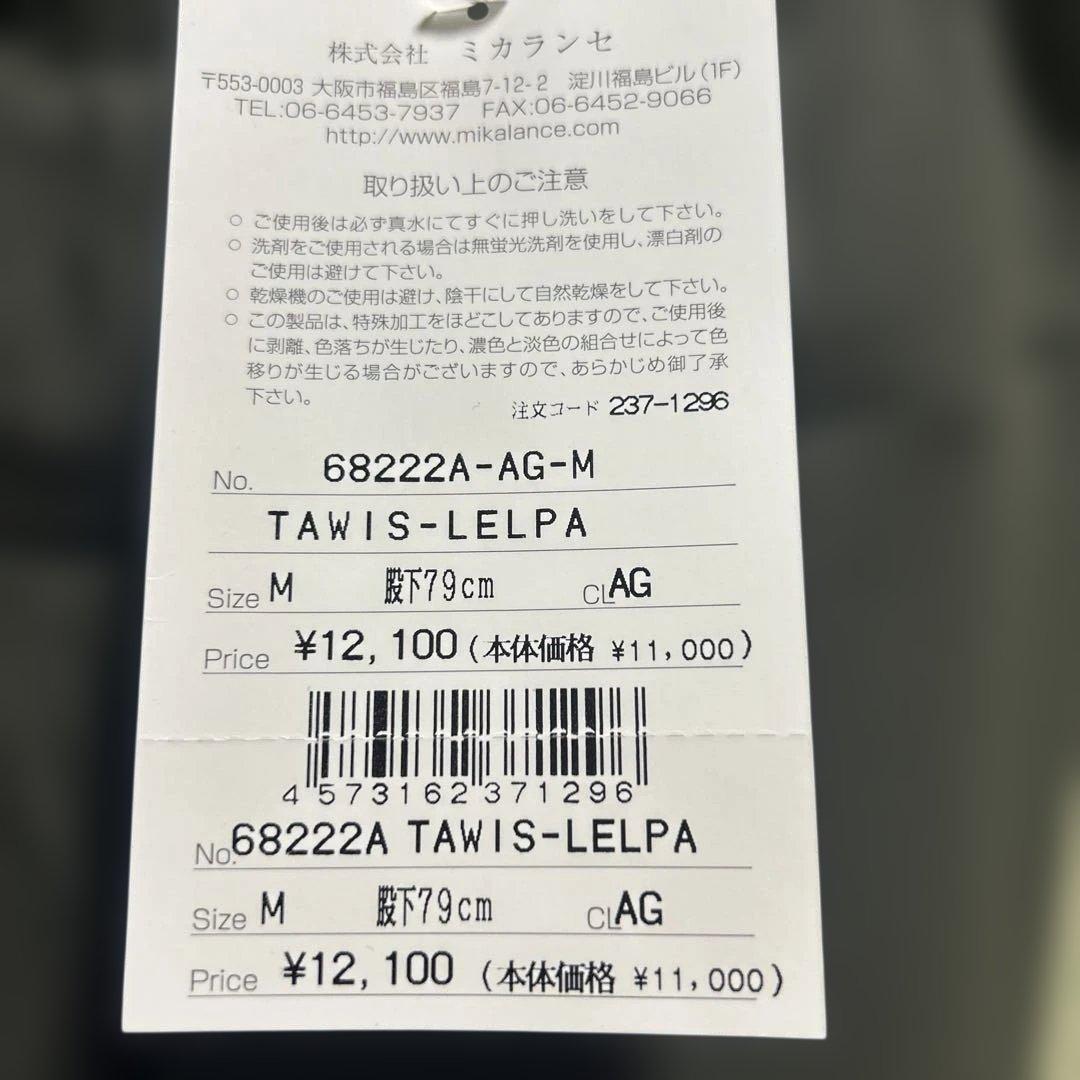 株式会社 ミカランセ
〒553-0003 大阪市福島区福島7-12-2 淀川福島ビル(1F)
TEL:06-6453-7937 FAX:06-6452-9066
http://www.mikalance.com
取り扱い上のご注意
○ ご使用後は必ず真水にてすぐに押し洗いをして下さい。
○ 洗剤をご使用される場合は無蛍光洗剤を使用し、漂白剤の
ご使用は避けて下さい。
○ 乾燥機のご使用は避け、陰干にして自然乾燥をして下さい。
○ この製品は、特殊加工をほどこしてありますので、ご使用後
に剥離、色落ちが生じたり、濃色と淡色の組合せによって色
移りが生じる場合がございますので、あらかじめ御了承
下さい。
注文コード 237-1296
No. 68222A-AG-M
TAWIS-LELPA
Size M 股下79cm CL AG
Price ¥12,100 (本体価格 ¥11,000)
4573162371296
No. 68222A TAWIS-LELPA
Size M 股下79cm CL AG
Price ¥12,100 (本体価格 ¥11,000)